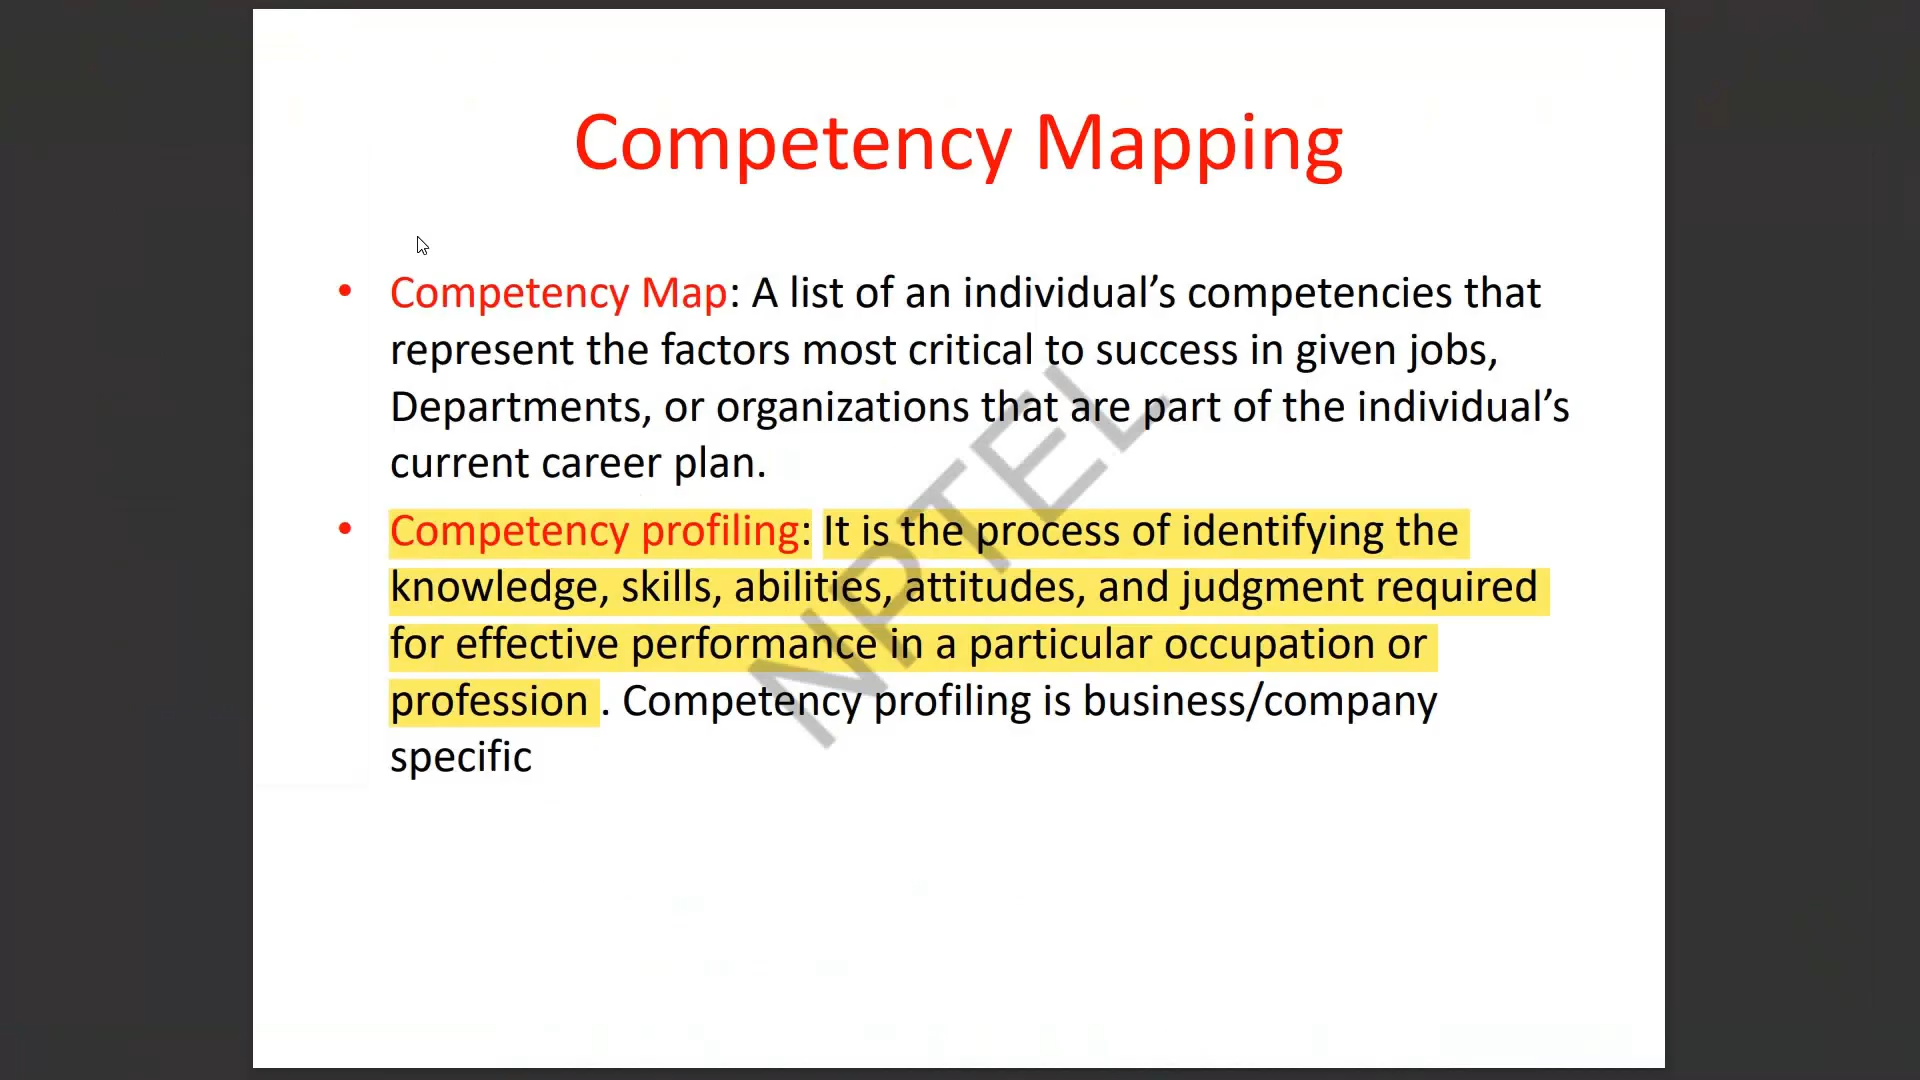 Competency Mapping
• Competency Map: A list of an individual’s competencies that
represent the factors most critical to success in given jobs,
Departments, or organizations that are part of the individual’s
current career plan.
• Competency profiling: It is the process of identifying the
knowledge, skills, abilities, attitudes, and judgment required
for effective performance in a particular occupation or
profession . Competency profiling is business/company
specific
NPTEL